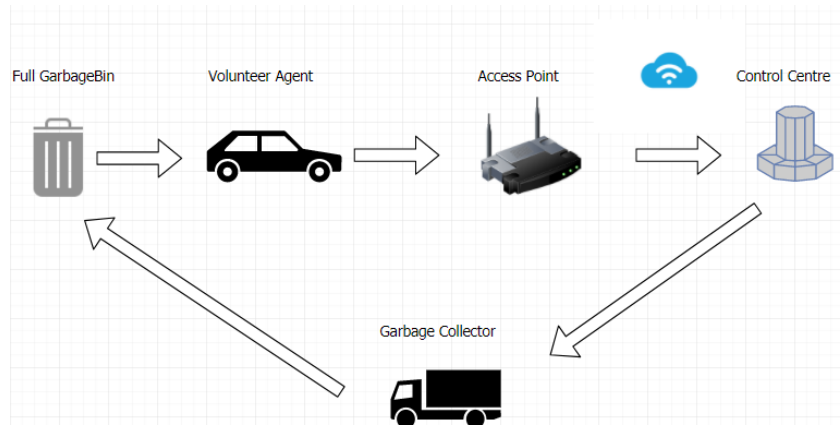 Full GarbageBin
Volunteer Agent
Access Point
Control Centre
Garbage Collector